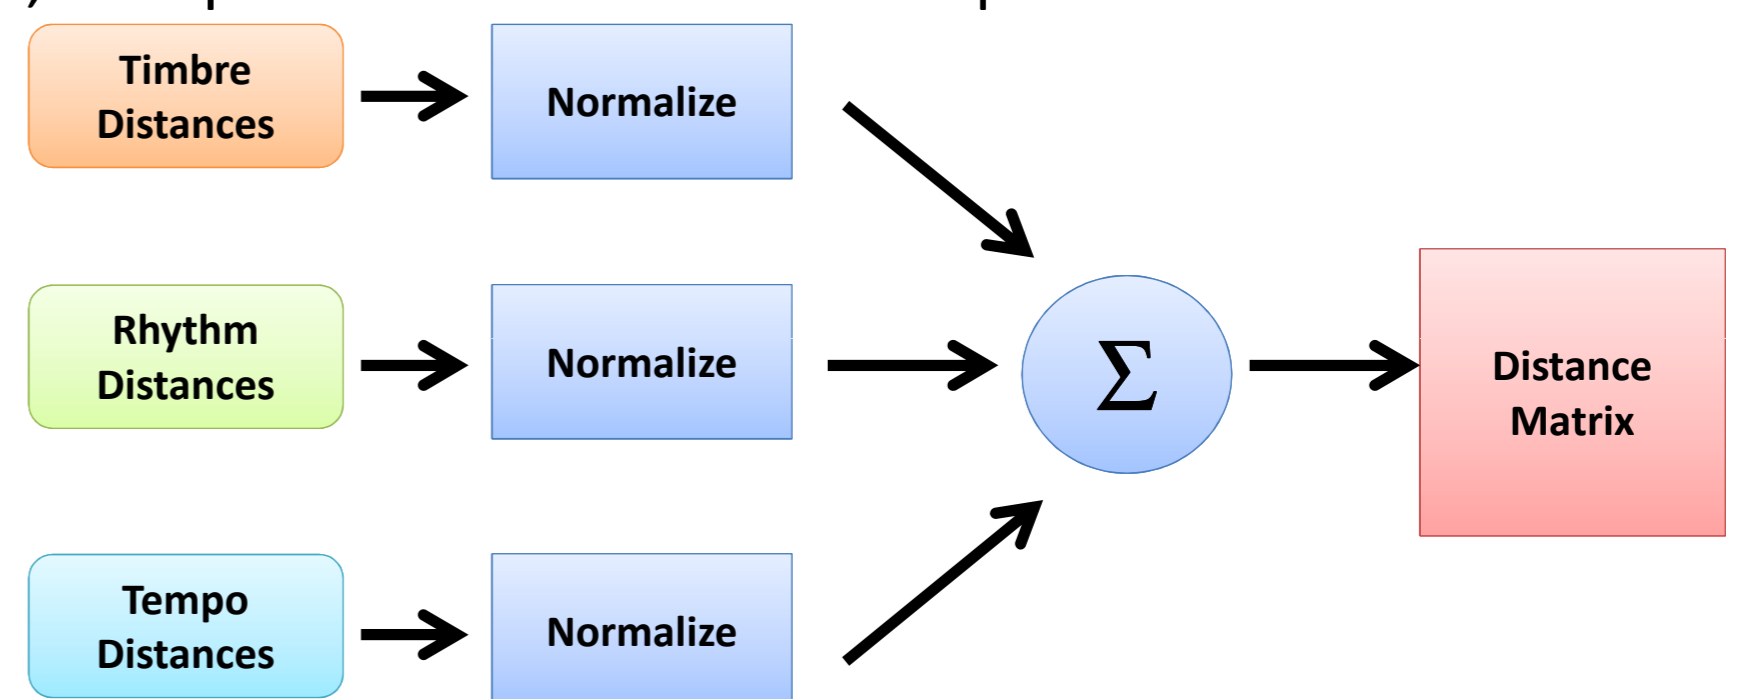 Timbre
Distances
Normalize
Rhythm
Distances
Normalize
Σ
Distance
Matrix
Tempo
Distances
Normalize